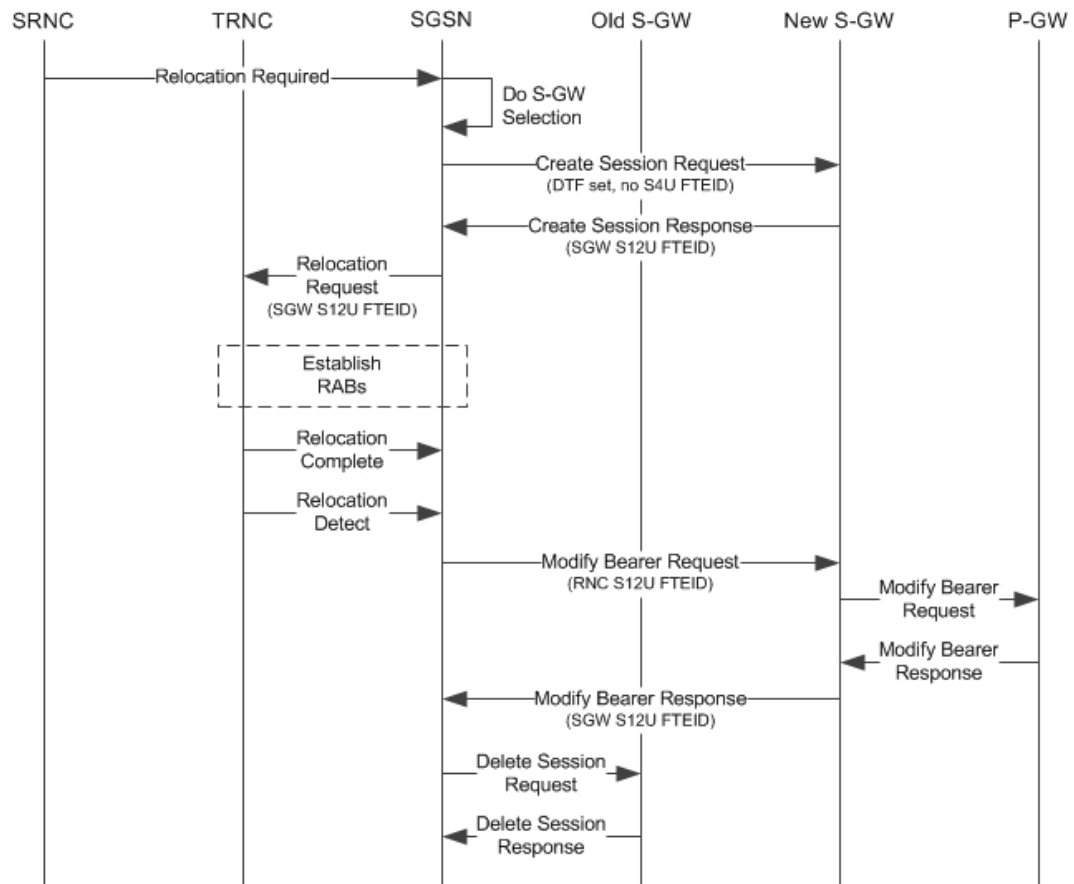 SRNC TRNC SGSN Old S-GW New S-GW P-GW
Relocation Required
Do S-GW
Selection
Create Session Request
(DTF set, no S4U FTEID)
Create Session Response
(SGW S12U FTEID)
Relocation
Request
(SGW S12U FTEID)
Establish
RABs
Relocation
Complete
Relocation
Detect
Modify Bearer Request
(RNC S12U FTEID)
Modify Bearer
Request
Modify Bearer
Response
Modify Bearer Response
(SGW S12U FTEID)
Delete Session
Request
Delete Session
Response